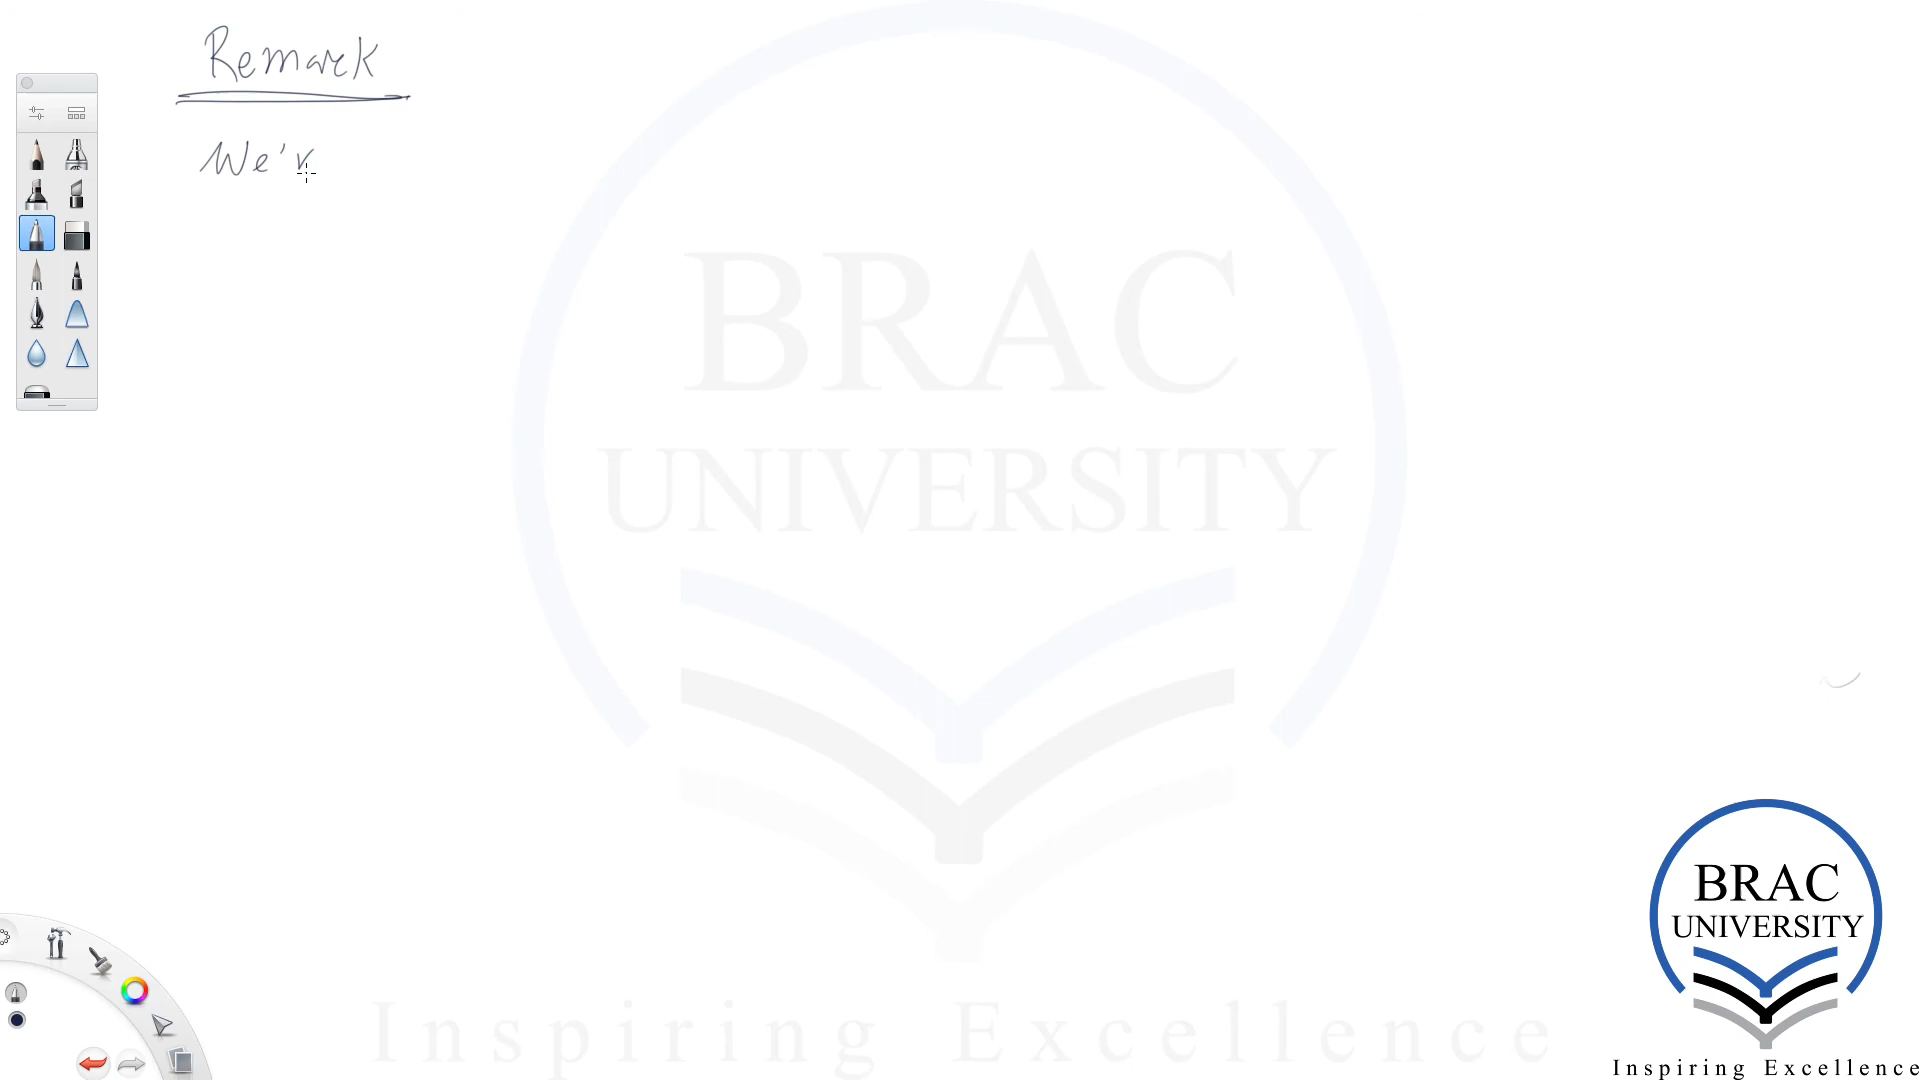 Remark
We'v
BRAC
UNIVERSITY
Inspiring Excellence
BRAC
UNIVERSITY
Inspiring Excellence